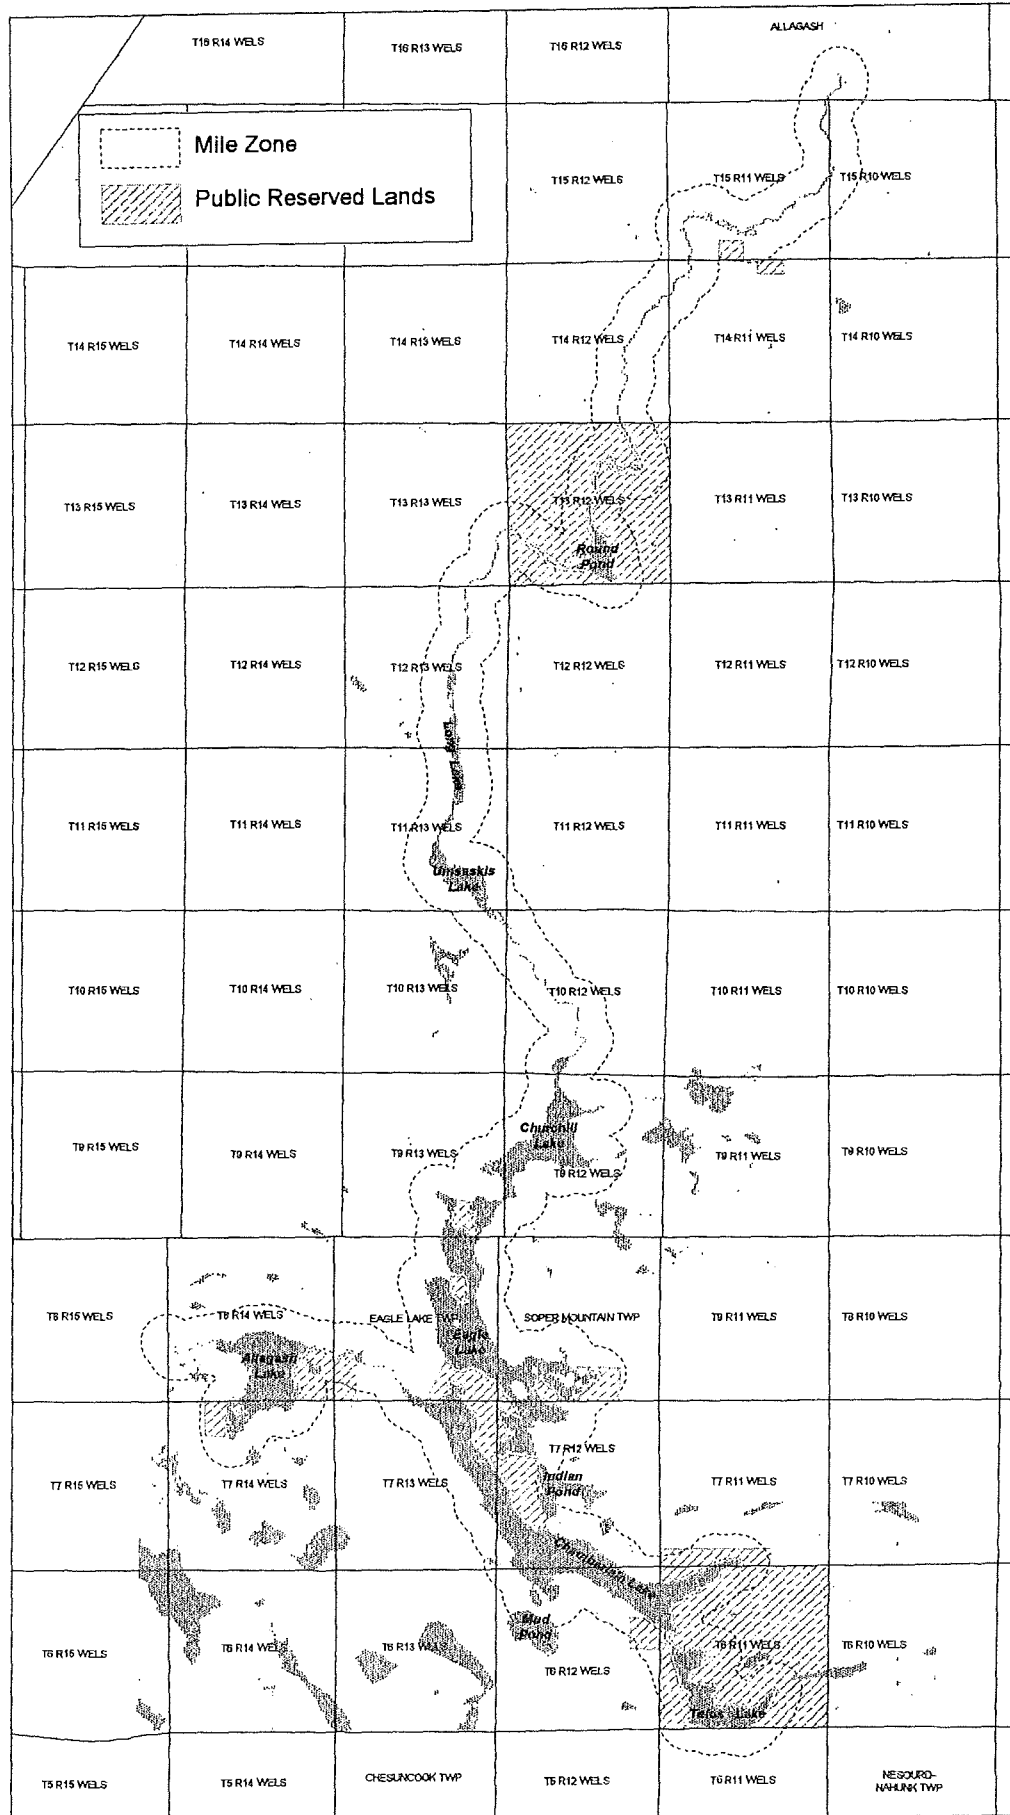 T16 R14 WELS
T16 R13 WELS
T16 R12 WELS
ALLAGASH
Mile Zone
Public Reserved Lands
T15 R12 WELS
T15 R11 WELS
T15 R10 WELS
T14 R15 WELS
T14 R14 WELS
T14 R13 WELS
T14 R12 WELS
T14 R11 WELS
T14 R10 WELS
T13 R15 WELS
T13 R14 WELS
T13 R13 WELS
T13 R12 WELS
T13 R11 WELS
T13 R10 WELS
Round
Pond
T12 R15 WELS
T12 R14 WELS
T12 R13 WELS
T12 R12 WELS
T12 R11 WELS
T12 R10 WELS
Long Lake
T11 R15 WELS
T11 R14 WELS
T11 R13 WELS
T11 R12 WELS
T11 R11 WELS
T11 R10 WELS
Umsaskis
Lake
T10 R15 WELS
T10 R14 WELS
T10 R13 WELS
T10 R12 WELS
T10 R11 WELS
T10 R10 WELS
Churchill
Lake
T9 R15 WELS
T9 R14 WELS
T9 R13 WELS
T9 R12 WELS
T9 R11 WELS
T9 R10 WELS
T8 R15 WELS
T8 R14 WELS
EAGLE LAKE TWP
SOPER MOUNTAIN TWP
T9 R11 WELS
T8 R10 WELS
Eagle
Lake
Allagash
Lake
T7 R15 WELS
T7 R14 WELS
T7 R13 WELS
T7 R12 WELS
T7 R11 WELS
T7 R10 WELS
Indian
Pond
Chamberlain Lake
Mud
Pond
T6 R15 WELS
T6 R14 WELS
T6 R13 WELS
T6 R12 WELS
T6 R11 WELS
T6 R10 WELS
Telos Lake
T5 R15 WELS
T5 R14 WELS
CHESUNCOOK TWP
T5 R12 WELS
T6 R11 WELS
NESOURD-
NAHUNK TWP